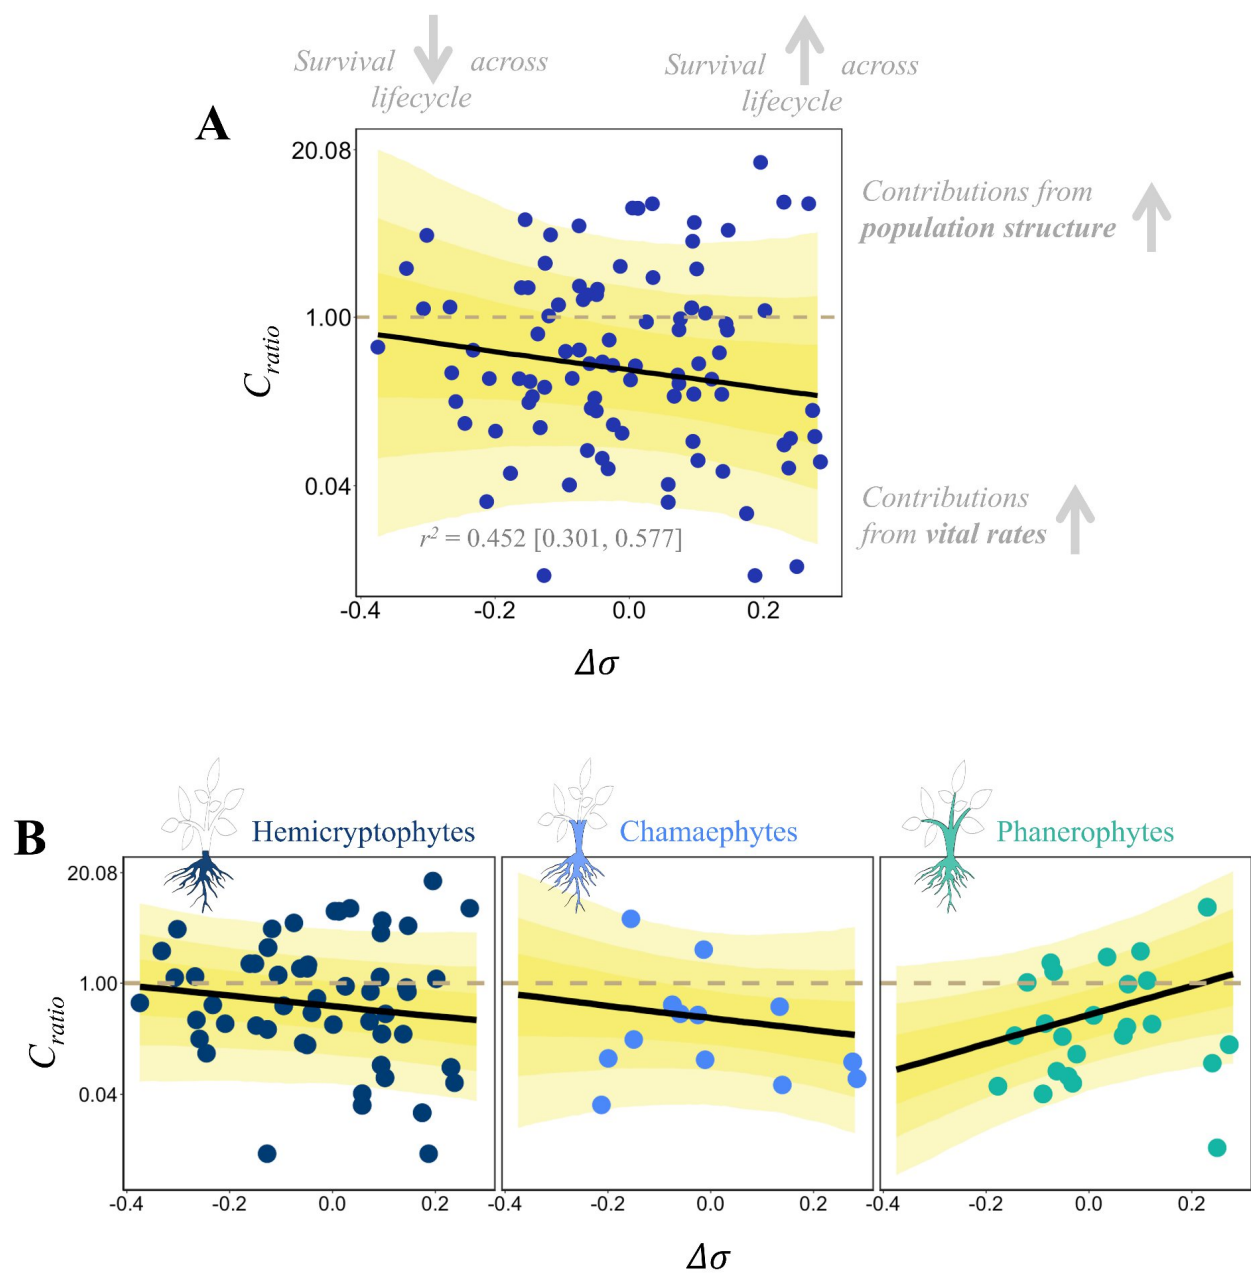 Survival across
lifecycle
Survival across
lifecycle
A
20.08
1.00
0.04
C_ratio
Contributions from
population structure
Contributions
from vital rates
r² = 0.452 [0.301, 0.577]
-0.4 -0.2 0.0 0.2
Δσ
B
Hemicryptophytes
Chamaephytes
Phanerophytes
20.08
1.00
0.04
C_ratio
-0.4 -0.2 0.0 0.2
-0.4 -0.2 0.0 0.2
-0.4 -0.2 0.0 0.2
Δσ